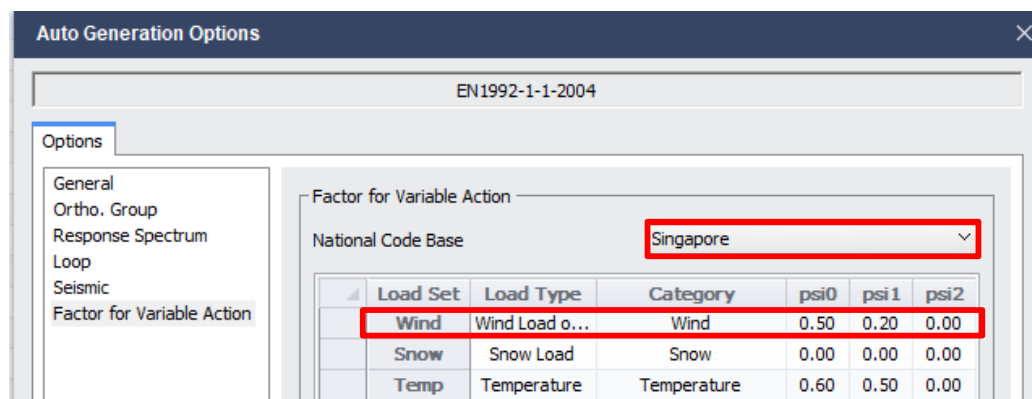 Auto Generation Options
EN1992-1-1-2004
Options
General
Ortho. Group
Response Spectrum
Loop
Seismic
Factor for Variable Action
Factor for Variable Action
National Code Base Singapore
Load Set Load Type Category psi0 psi1 psi2
Wind Wind Load o... Wind 0.50 0.20 0.00
Snow Snow Load Snow 0.00 0.00 0.00
Temp Temperature Temperature 0.60 0.50 0.00